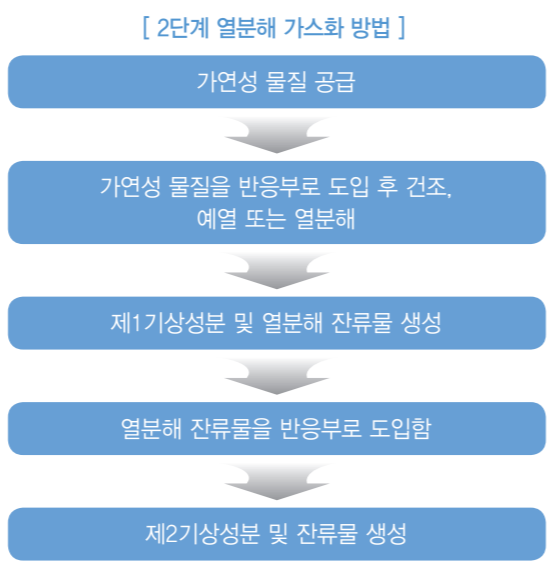 [ 2단계 열분해 가스화 방법 ]
가연성 물질 공급
가연성 물질을 반응부로 도입 후 건조,
예열 또는 열분해
제1기상성분 및 열분해 잔류물 생성
열분해 잔류물을 반응부로 도입함
제2기상성분 및 잔류물 생성